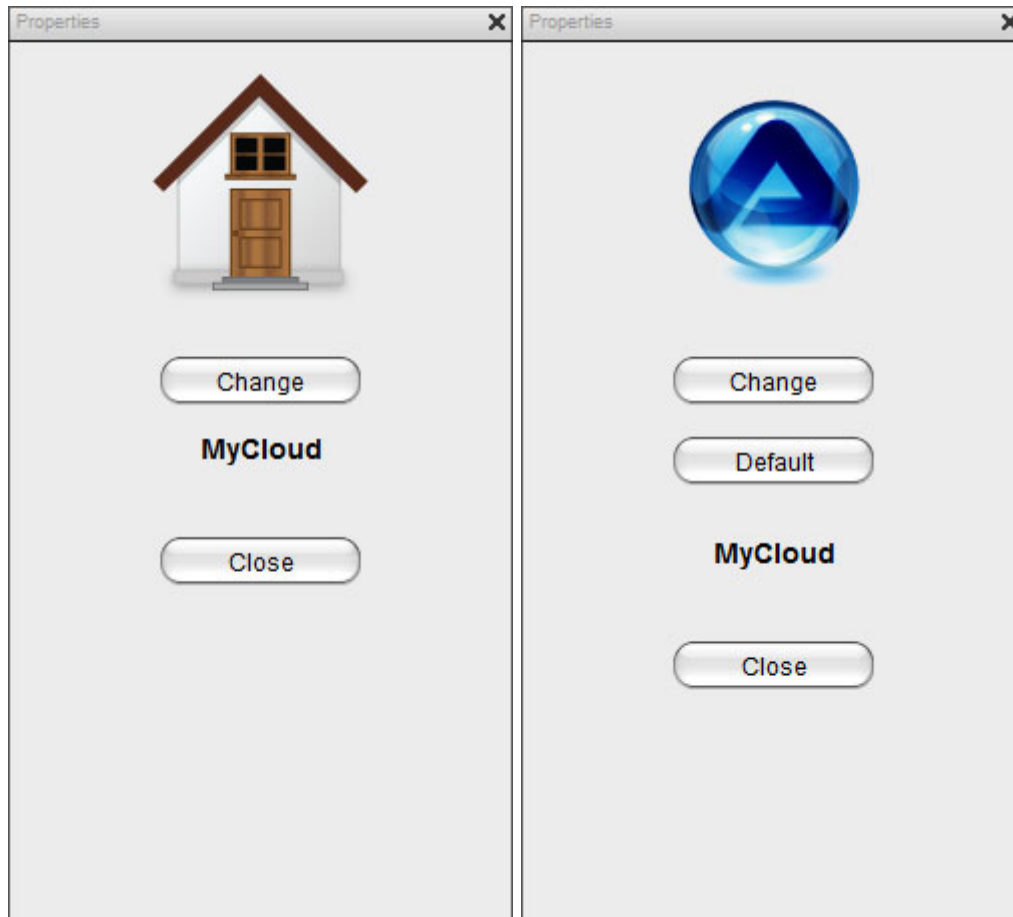 Properties
Change
MyCloud
Close
Properties
Change
Default
MyCloud
Close